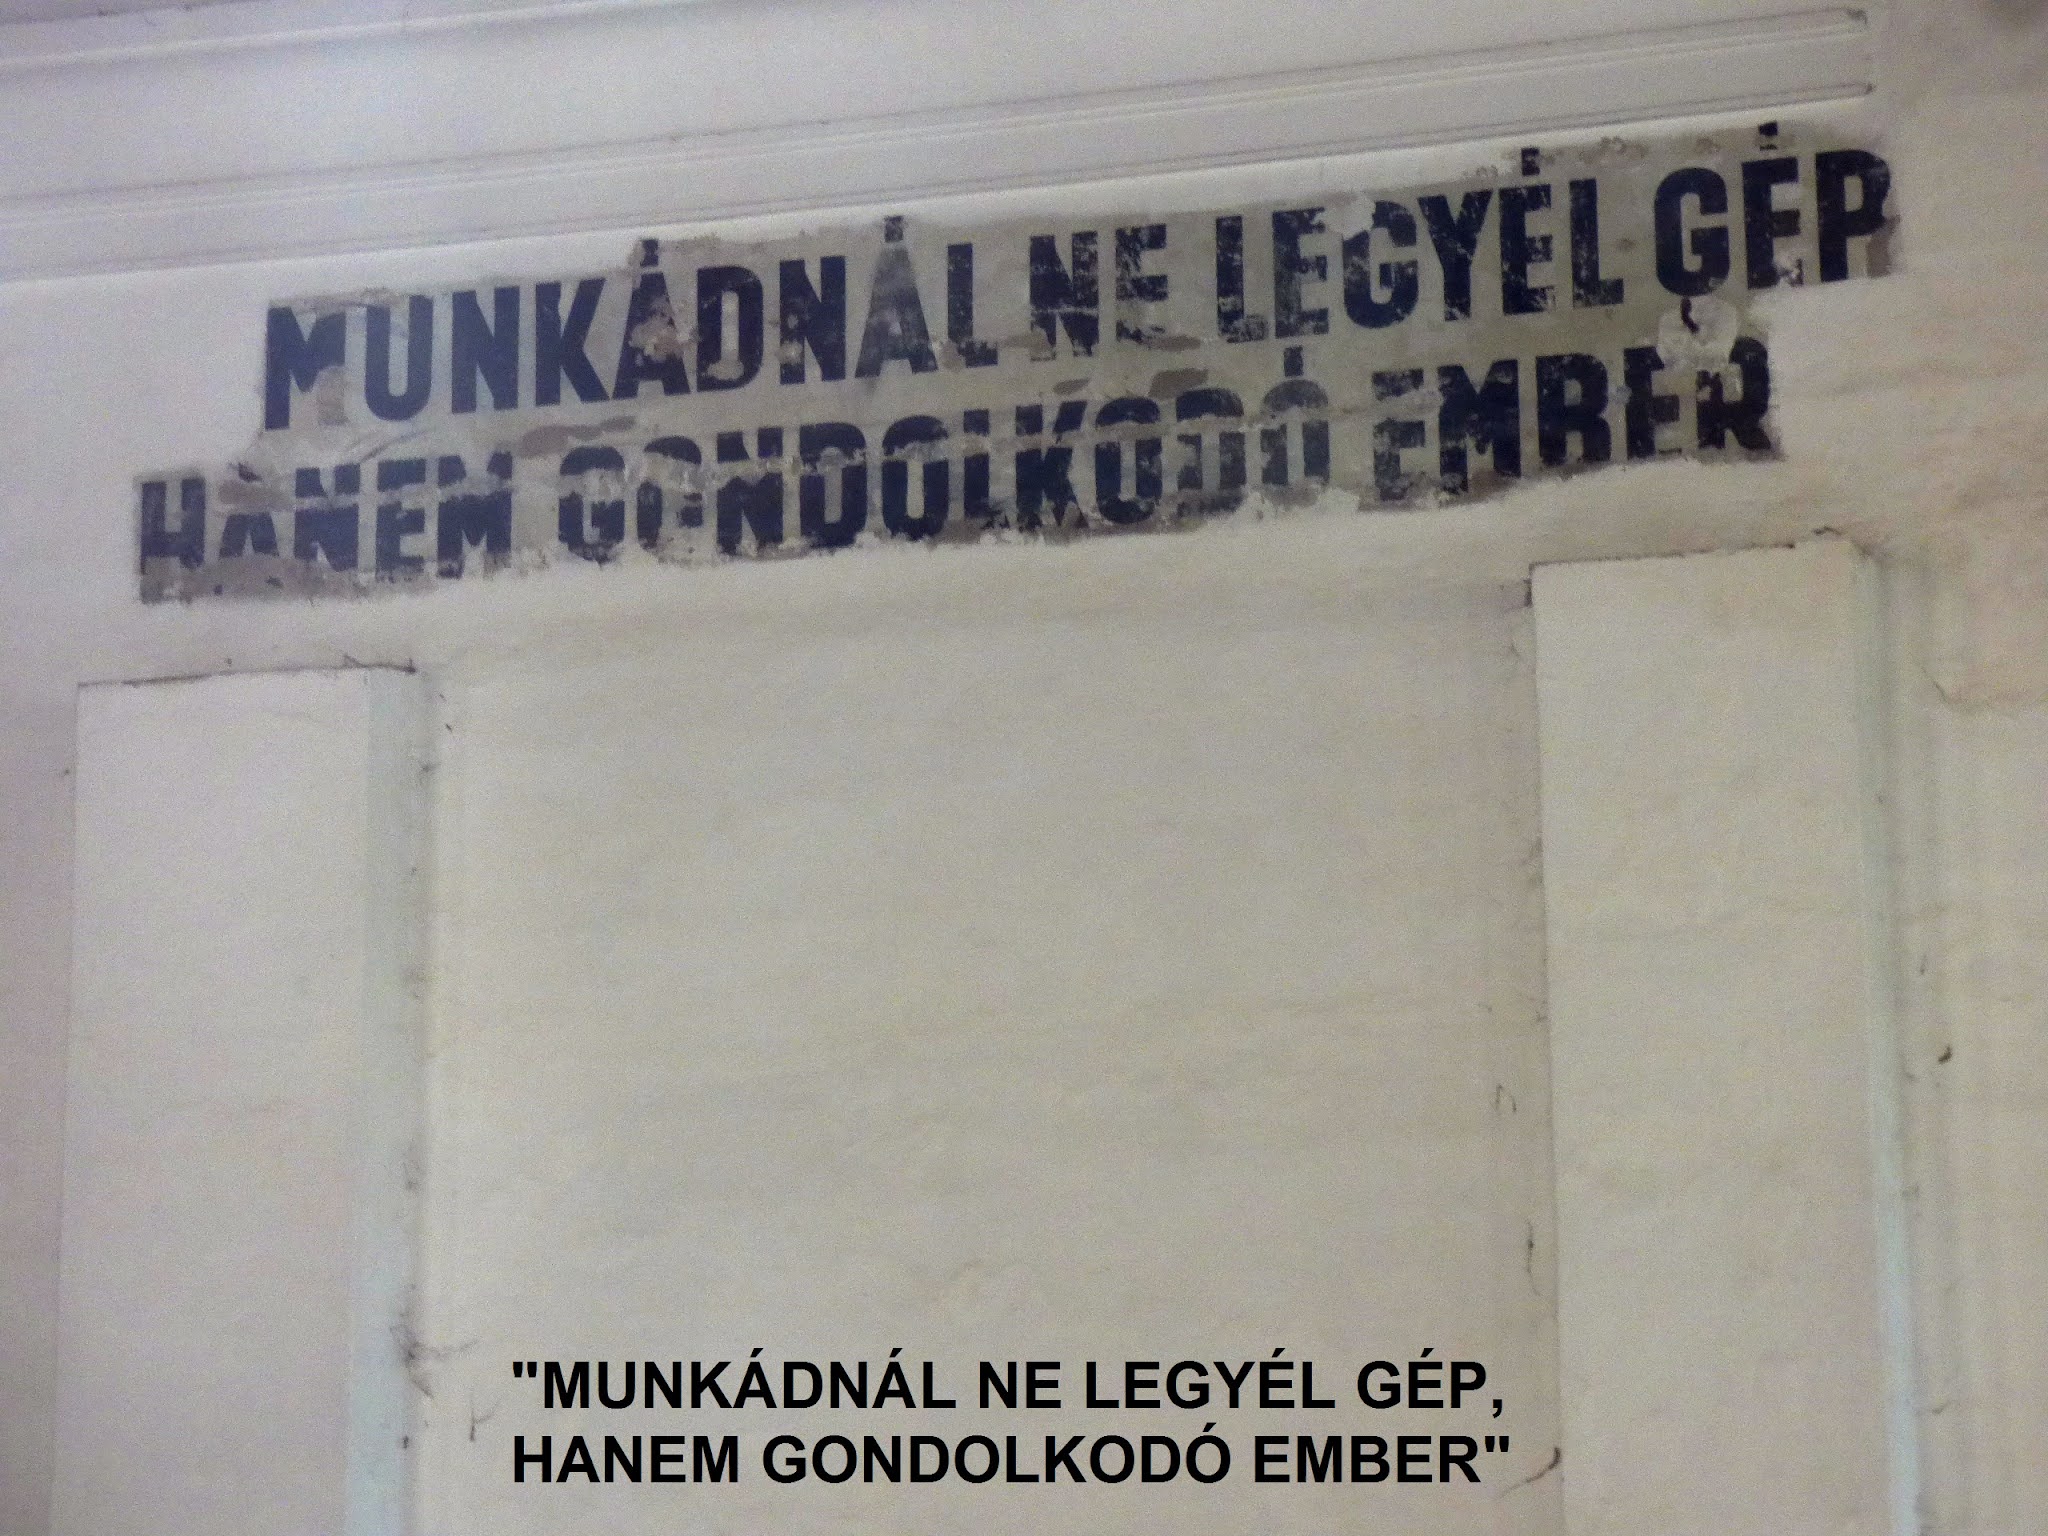 MUNKÁDNÁL NE LEGYÉL GÉP
HANEM GONDOLKODÓ EMBER
"MUNKÁDNÁL NE LEGYÉL GÉP,
HANEM GONDOLKODÓ EMBER"